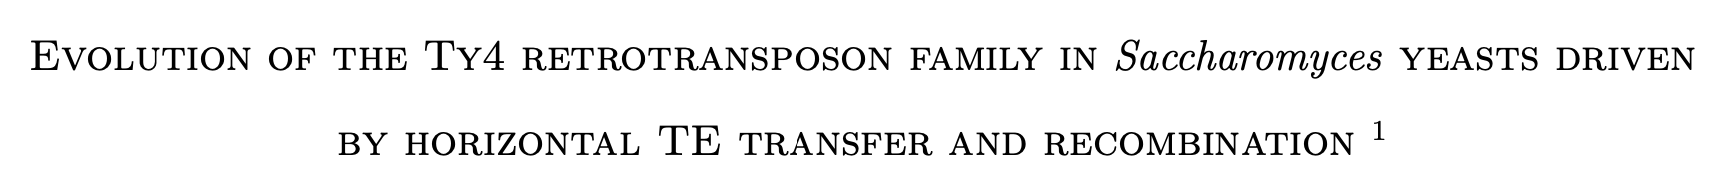 Evolution of the Ty4 retrotransposon family in Saccharomyces yeasts driven
by horizontal TE transfer and recombination 1